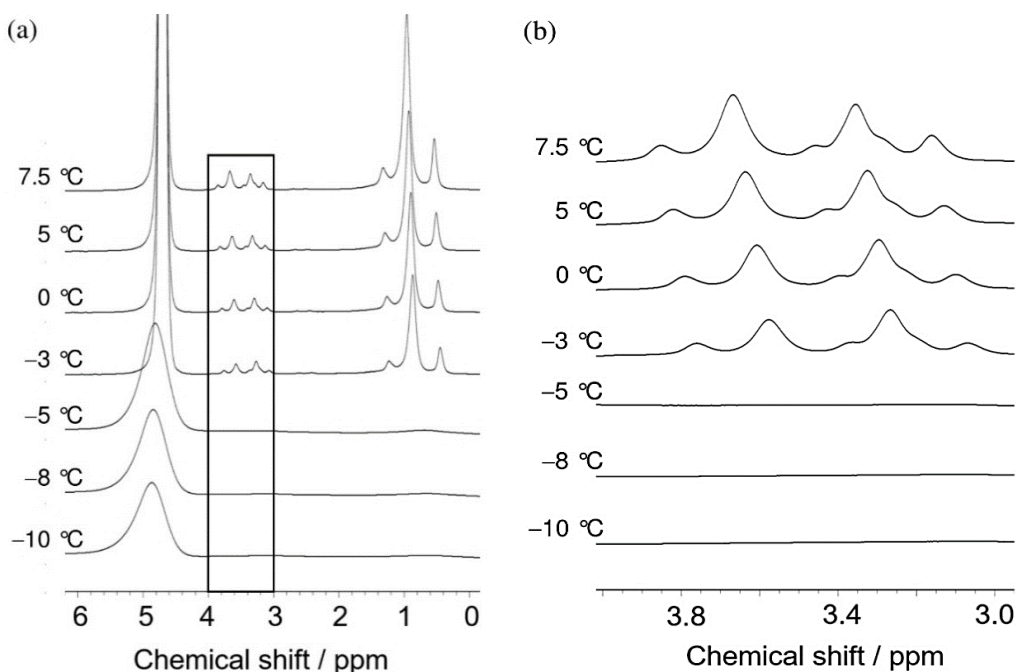 (a)
7.5 °C
5 °C
0 °C
−3 °C
−5 °C
−8 °C
−10 °C
6 5 4 3 2 1 0
Chemical shift / ppm
(b)
7.5 °C
5 °C
0 °C
−3 °C
−5 °C
−8 °C
−10 °C
3.8 3.4 3.0
Chemical shift / ppm